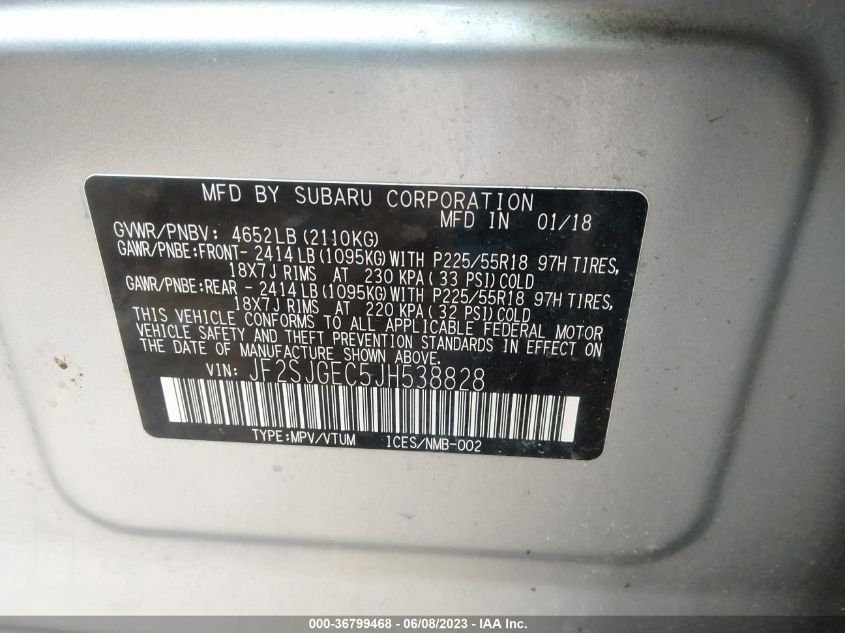 MFD BY SUBARU CORPORATION
MFD IN 01/18
GVWR/PNBV: 4652LB(2110KG)
GAWR/PNBE:FRONT- 2414LB(1095KG)WITH P225/55R18 97H TIRES,
18X7J RIMS AT 230 KPA(33 PSI)COLD
GAWR/PNBE:REAR - 2414LB(1095KG)WITH P225/55R18 97H TIRES,
18X7J RIMS AT 220 KPA(32 PSI)COLD
THIS VEHICLE CONFORMS TO ALL APPLICABLE FEDERAL MOTOR
VEHICLE SAFETY AND THEFT PREVENTION STANDARDS IN EFFECT ON
THE DATE OF MANUFACTURE SHOWN ABOVE.
VIN: JF2SJGEC5JH538828
TYPE:MPV/VTUM ICES/NMB-002
000-36799468 - 06/08/2023 - IAA Inc.